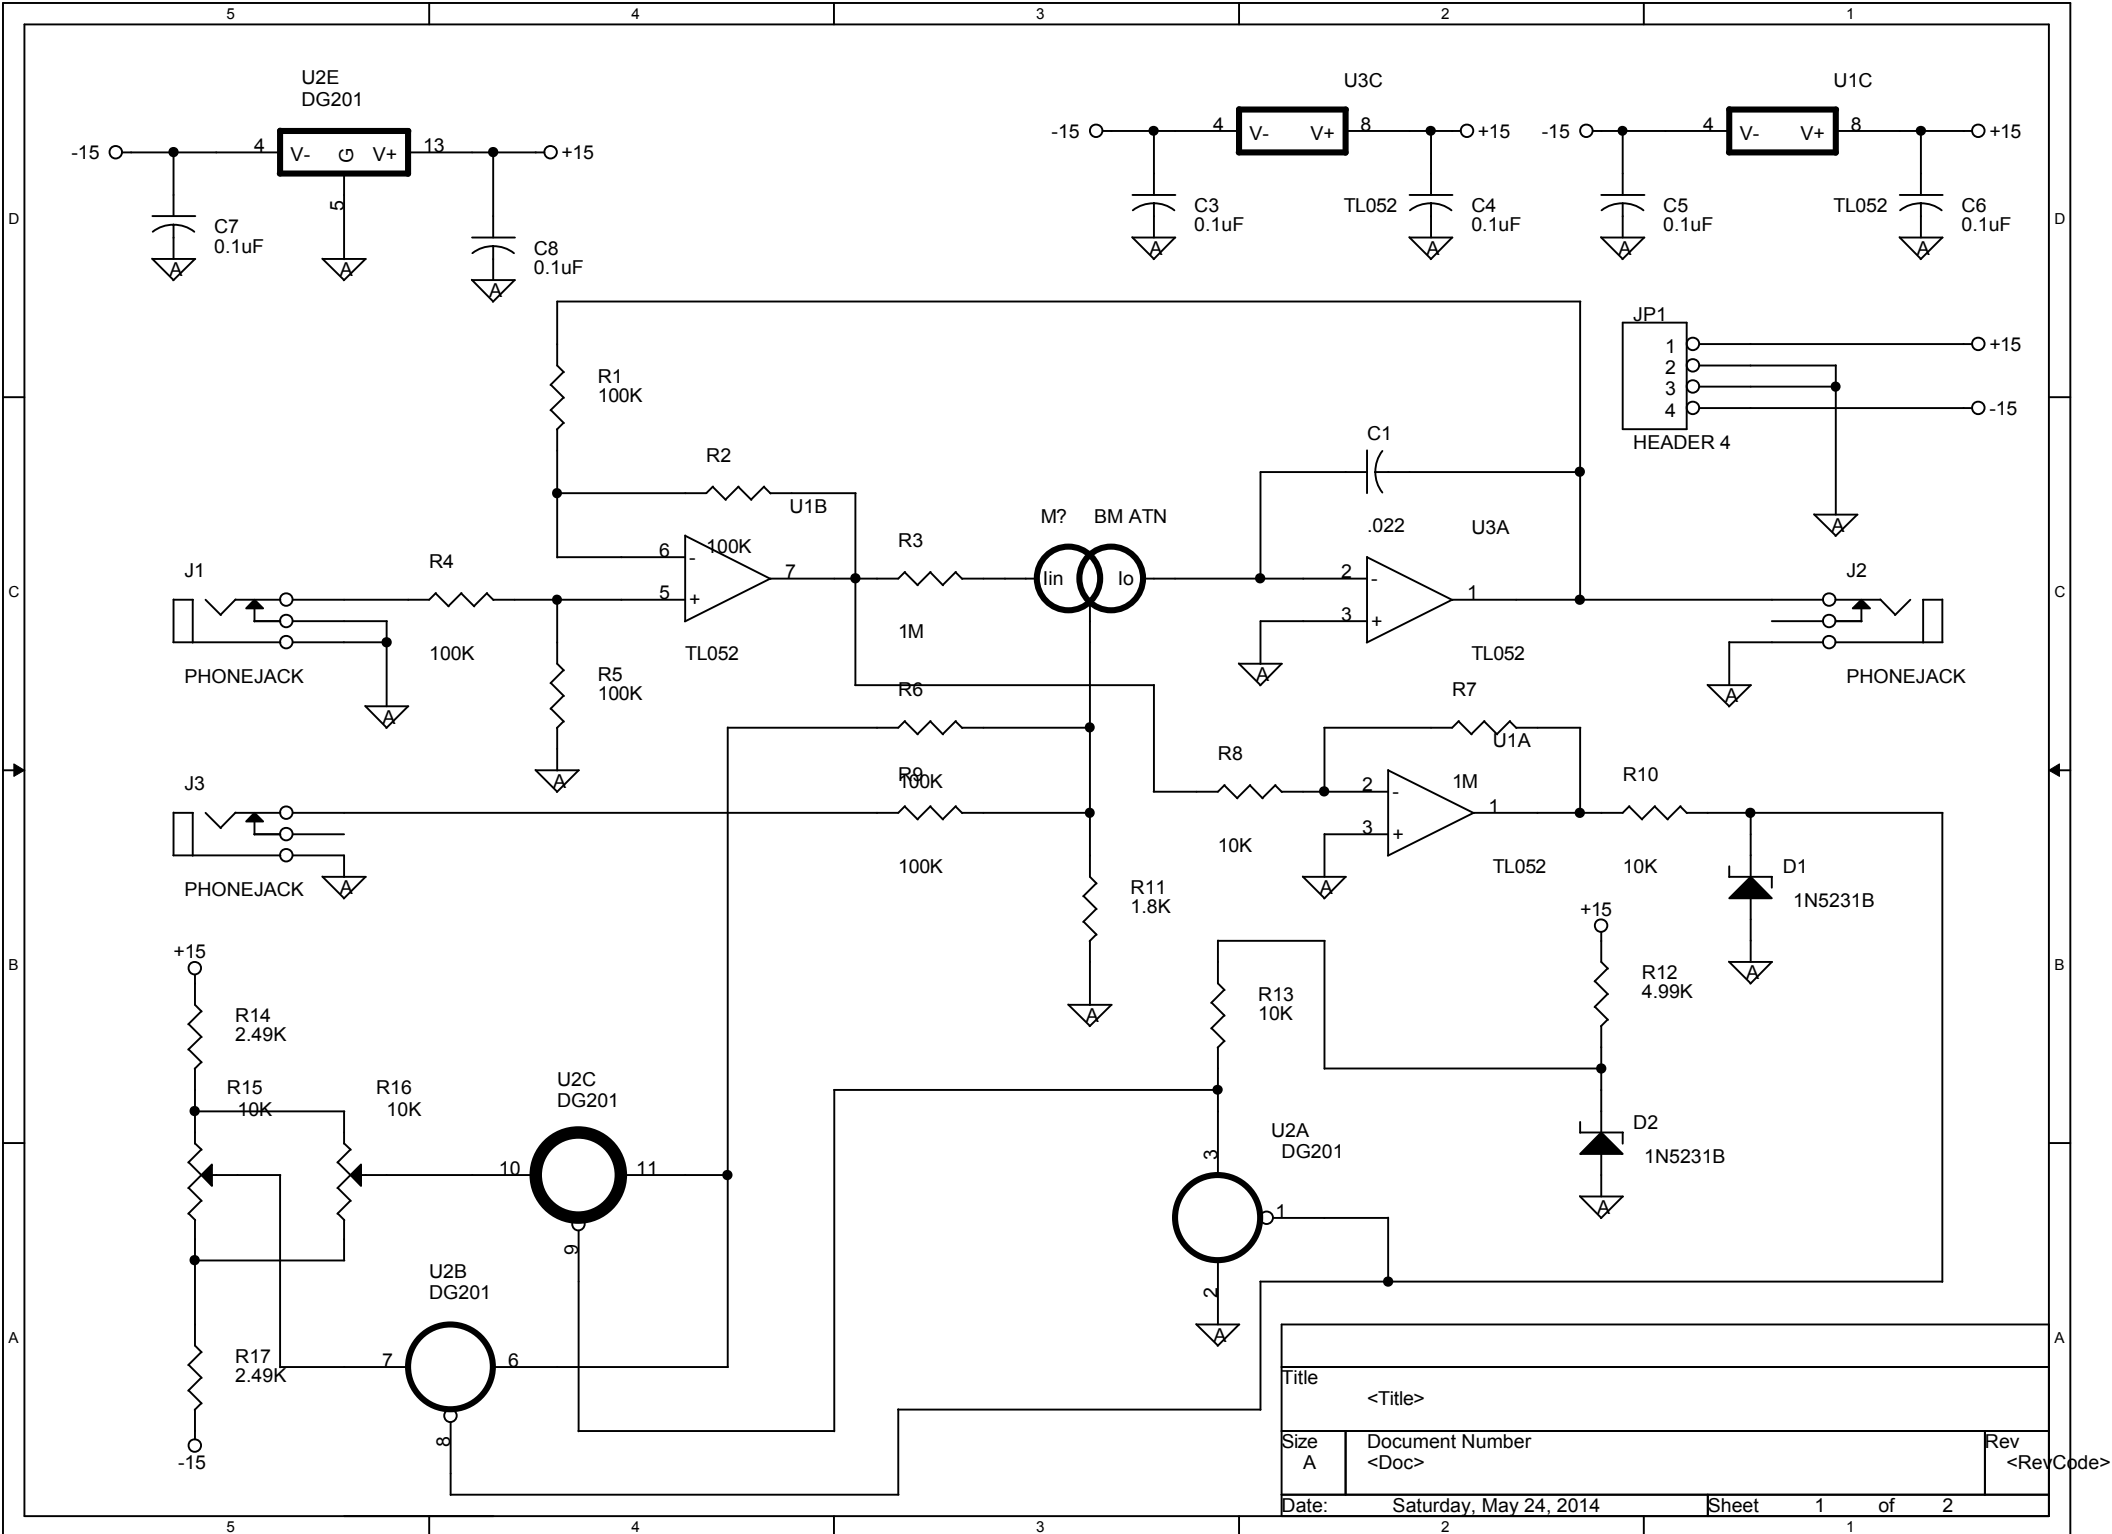 5 4 3 2 1
D
C
B
A
D
C
B
A
5 4 3 2 1
U2E
DG201
-15
4
V- G V+
13
+15
5
C7
0.1uF
A
A
C8
0.1uF
A
U3C
-15
4
V- V+
8
+15
C3
0.1uF
A
TL052
C4
0.1uF
A
U1C
-15
4
V- V+
8
+15
C5
0.1uF
A
TL052
C6
0.1uF
A
JP1
1
2
3
4
+15
-15
HEADER 4
A
R1
100K
R2
100K
U1B
6
-
5
+
7
TL052
J1
PHONEJACK
A
R4
100K
R5
100K
A
R3
1M
M? BM ATN
Iin Io
C1
.022
U3A
2
-
3
+
1
TL052
A
J2
PHONEJACK
A
R6
100K
R9
100K
J3
PHONEJACK
A
R11
1.8K
A
R8
10K
R7
1M
U1A
2
-
3
+
1
TL052
A
R10
10K
D1
1N5231B
A
+15
R12
4.99K
D2
1N5231B
A
R13
10K
U2A
DG201
3
1
2
A
+15
R14
2.49K
R15
10K
R16
10K
R17
2.49K
-15
U2C
DG201
10
11
9
U2B
DG201
7
6
8
Title
<Title>
Size
A
Document Number
<Doc>
Rev
<RevCode>
Date: Saturday, May 24, 2014
Sheet 1 of 2